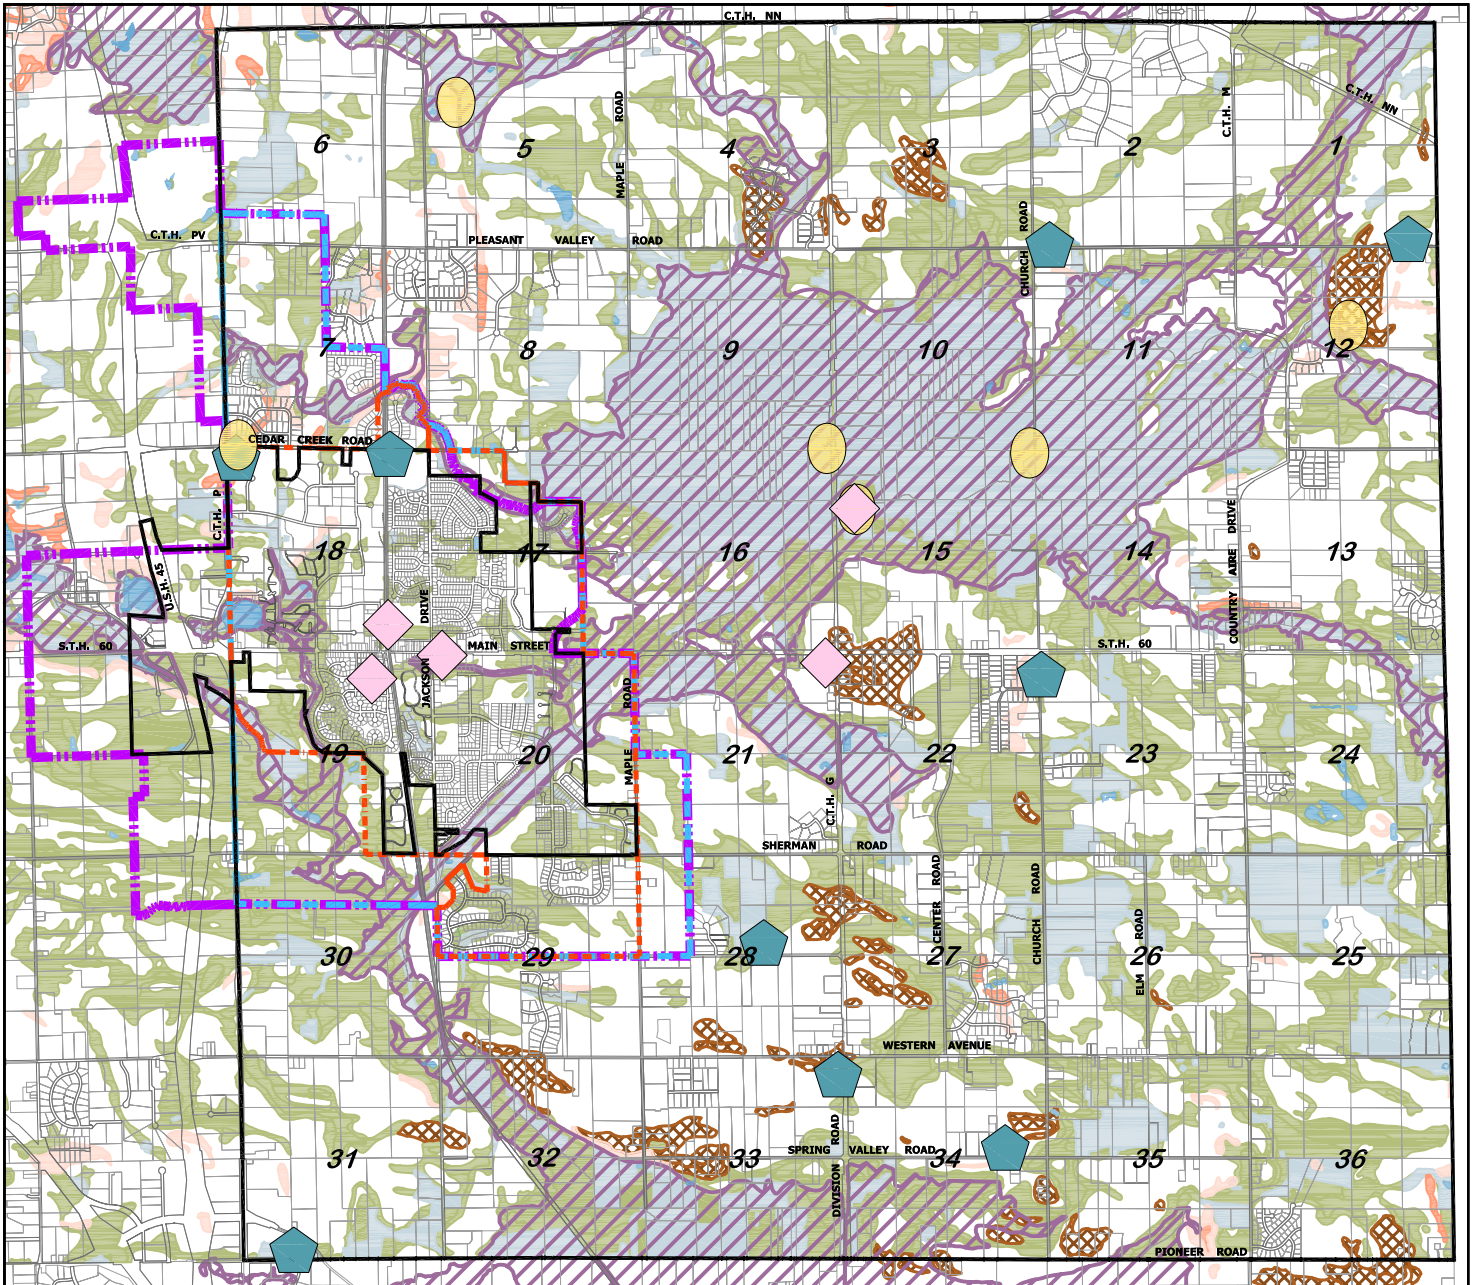 C.T.H. NN
C.T.H. NN
C.T.H. M
MAPLE ROAD
6
5
4
3
2
1
C.T.H. PV
PLEASANT VALLEY ROAD
CHURCH ROAD
7
8
9
10
11
12
CEDAR CREEK ROAD
C.T.H. P
U.S.H. 45
18
17
16
15
14
13
COUNTRY AIRE DRIVE
S.T.H. 60
JACKSON DRIVE
MAIN STREET
S.T.H. 60
MAPLE ROAD
19
20
21
22
23
24
C.T.H. G
SHERMAN ROAD
CENTER ROAD
CHURCH ROAD
ELM ROAD
30
29
28
27
26
25
WESTERN AVENUE
DIVISION ROAD
SPRING VALLEY ROAD
31
32
33
34
35
36
PIONEER ROAD